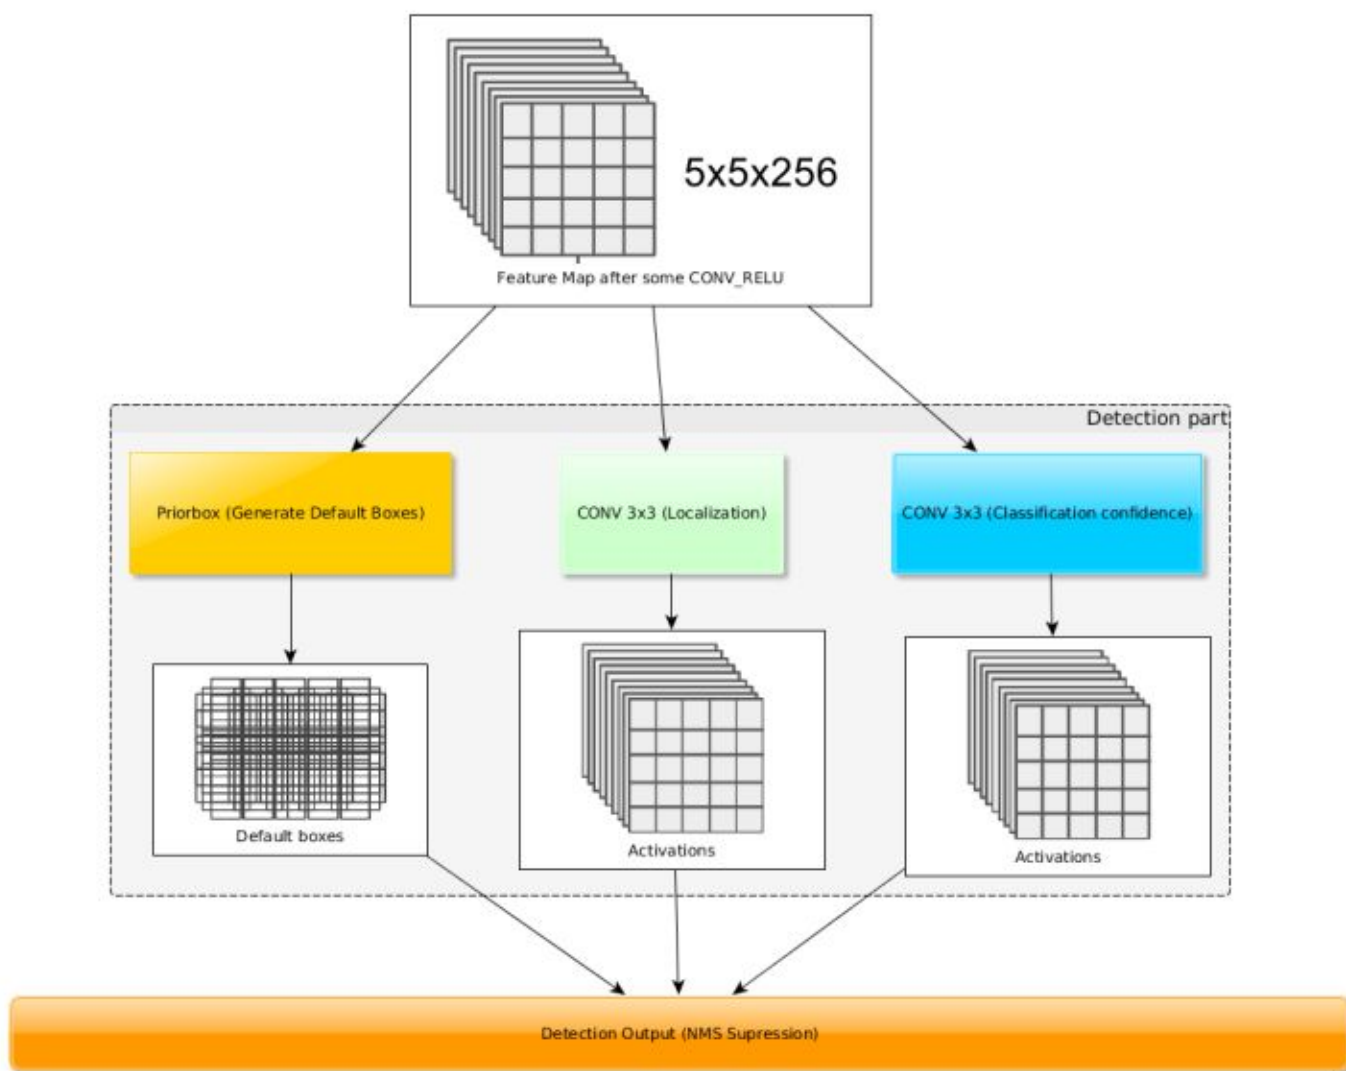 5x5x256
Feature Map after some CONV_RELU
Detection part
Priorbox (Generate Default Boxes)
CONV 3x3 (Localization)
CONV 3x3 (Classification confidence)
Default boxes
Activations
Activations
Detection Output (NMS Supression)